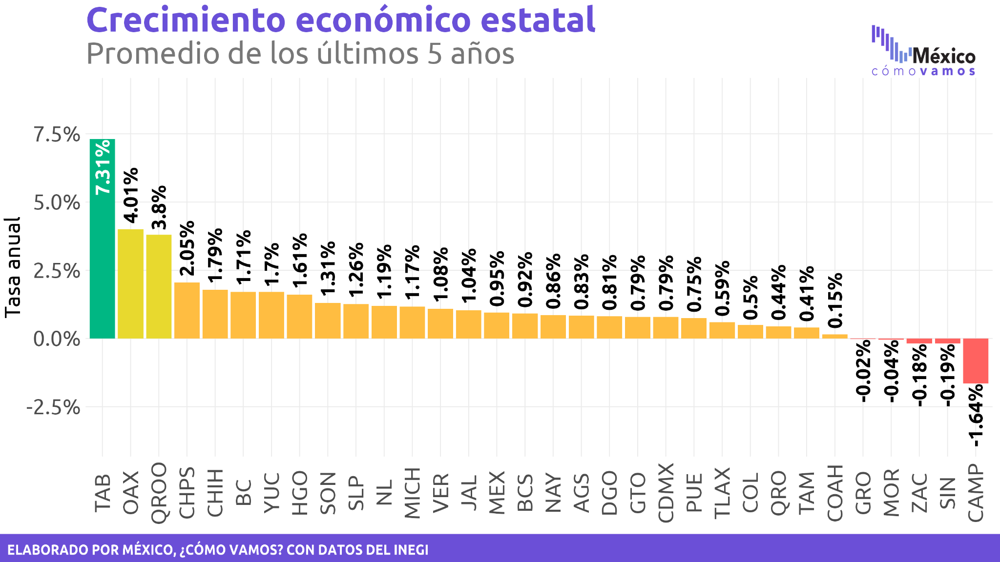 Crecimiento económico estatal
Promedio de los últimos 5 años
México
cómovamos
Tasa anual
7.5%
5.0%
2.5%
0.0%
-2.5%
7.31%
4.01%
3.8%
2.05%
1.79%
1.71%
1.7%
1.61%
1.31%
1.26%
1.19%
1.17%
1.08%
1.04%
0.95%
0.92%
0.86%
0.83%
0.81%
0.79%
0.79%
0.75%
0.59%
0.5%
0.44%
0.41%
0.15%
-0.02%
-0.04%
-0.18%
-0.19%
-1.64%
TAB
OAX
QROO
CHPS
CHIH
BC
YUC
HGO
SON
SLP
NL
MICH
VER
JAL
MEX
BCS
NAY
AGS
DGO
GTO
CDMX
PUE
TLAX
COL
QRO
TAM
COAH
GRO
MOR
ZAC
SIN
CAMP
ELABORADO POR MÉXICO, ¿CÓMO VAMOS? CON DATOS DEL INEGI